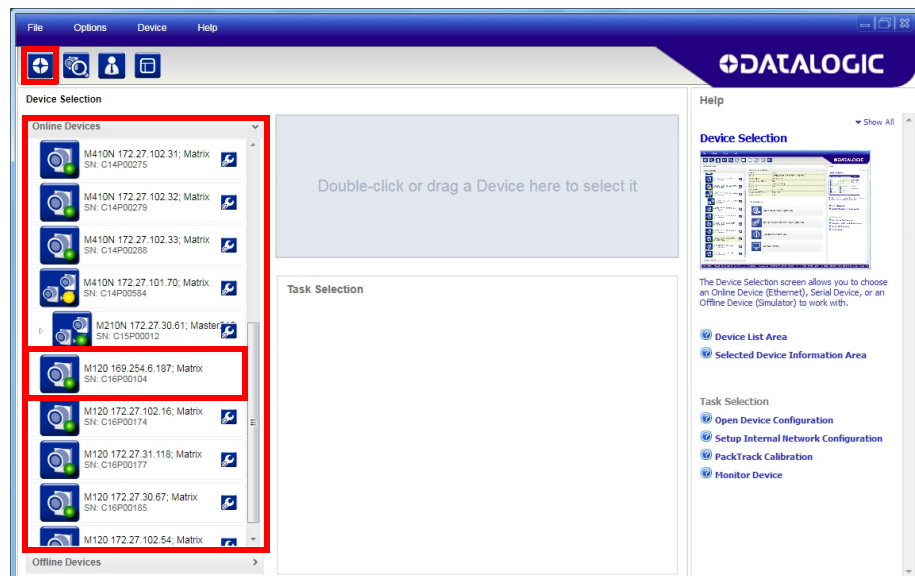 File Options Device Help
DATALOGIC
Device Selection
Online Devices
M410N 172.27.102.31; Matrix
SN: C14P00275
M410N 172.27.102.32; Matrix
SN: C14P00279
M410N 172.27.102.33; Matrix
SN: C14P00288
M410N 172.27.101.70; Matrix
SN: C14P00584
M210N 172.27.30.61; Master
SN: C15P00012
M120 169.254.6.187; Matrix
SN: C16P00104
M120 172.27.102.16; Matrix
SN: C16P00174
M120 172.27.31.118; Matrix
SN: C16P00177
M120 172.27.30.67; Matrix
SN: C16P00185
M120 172.27.102.54; Matrix
Offline Devices
Double-click or drag a Device here to select it
Task Selection
Help
Show All
Device Selection
The Device Selection screen allows you to choose
an Online Device (Ethernet), Serial Device, or an
Offline Device (Simulator) to work with.
Device List Area
Selected Device Information Area
Task Selection
Open Device Configuration
Setup Internal Network Configuration
PackTrack Calibration
Monitor Device